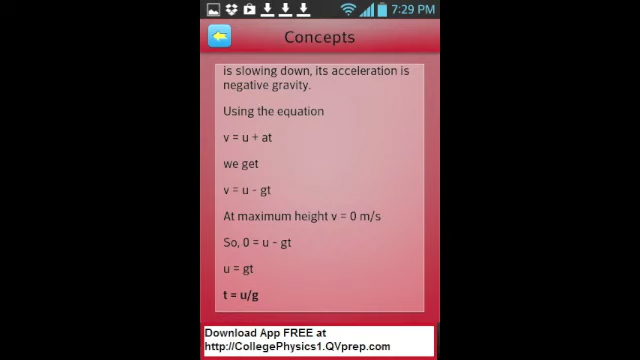 7:29 PM
Concepts
is slowing down, its acceleration is
negative gravity.
Using the equation
v = u + at
we get
v = u - gt
At maximum height v = 0 m/s
So, 0 = u - gt
u = gt
t = u/g
Download App FREE at
http://CollegePhysics1.QVprep.com